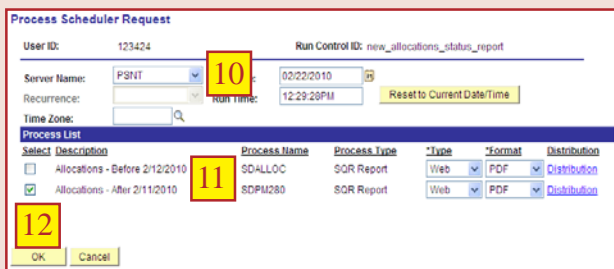 Process Scheduler Request
User ID: 123424 Run Control ID: new_allocations_status_report
Server Name: PSNT 10 : 02/22/2010
Recurrence: Run Time: 12:29:28PM Reset to Current Date/Time
Time Zone:
Process List
Select Description Process Name Process Type *Type *Format Distribution
Allocations - Before 2/12/2010 SDALLOC SQR Report Web PDF Distribution
11
Allocations - After 2/11/2010 SDPM280 SQR Report Web PDF Distribution
12
OK Cancel